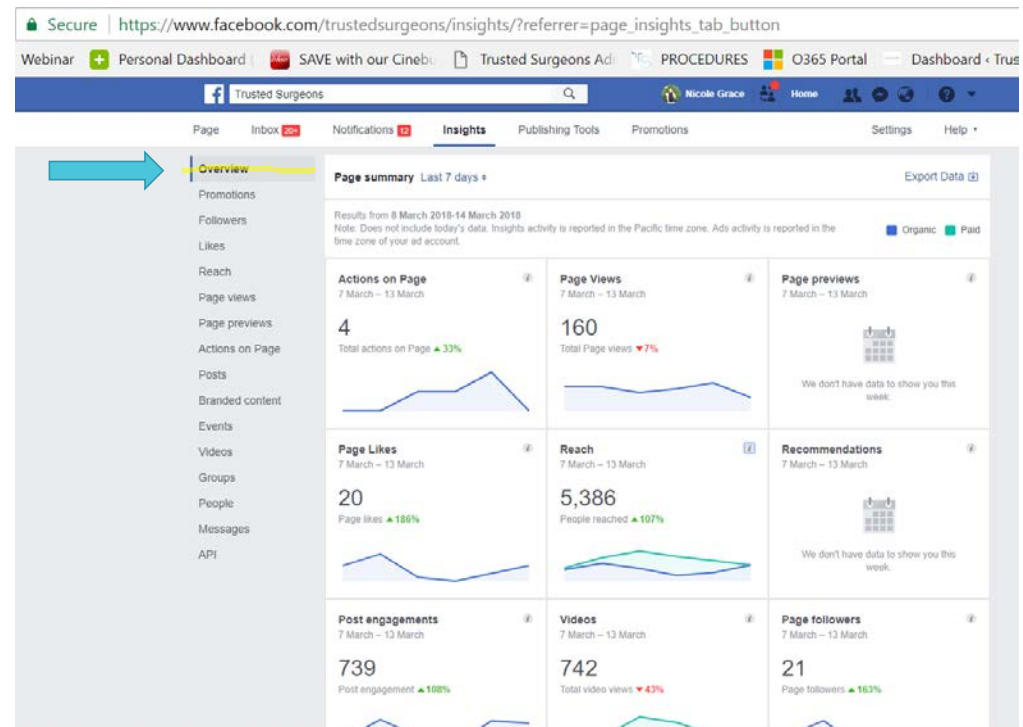 Secure | https://www.facebook.com/trustedsurgeons/insights/?referrer=page_insights_tab_button
Webinar Personal Dashboard | SAVE with our Cinebu Trusted Surgeons Ad PROCEDURES O365 Portal Dashboard ‹ Trus
Trusted Surgeons Nicole Grace Home
Page Inbox 20+ Notifications 12 Insights Publishing Tools Promotions Settings Help
Overview
Promotions
Followers
Likes
Reach
Page views
Page previews
Actions on Page
Posts
Branded content
Events
Videos
Groups
People
Messages
API
Page summary Last 7 days
Export Data
Results from 8 March 2018-14 March 2018
Note: Does not include today's data. Insights activity is reported in the Pacific time zone. Ads activity is reported in the
time zone of your ad account.
Organic Paid
Actions on Page
7 March – 13 March
4
Total actions on Page ▲33%
Page Views
7 March – 13 March
160
Total Page views ▼7%
Page previews
7 March – 13 March
We don't have data to show you this
week.
Page Likes
7 March – 13 March
20
Page likes ▲186%
Reach
7 March – 13 March
5,386
People reached ▲107%
Recommendations
7 March – 13 March
We don't have data to show you this
week.
Post engagements
7 March – 13 March
739
Post engagement ▲108%
Videos
7 March – 13 March
742
Total video views ▼43%
Page followers
7 March – 13 March
21
Page followers ▲163%